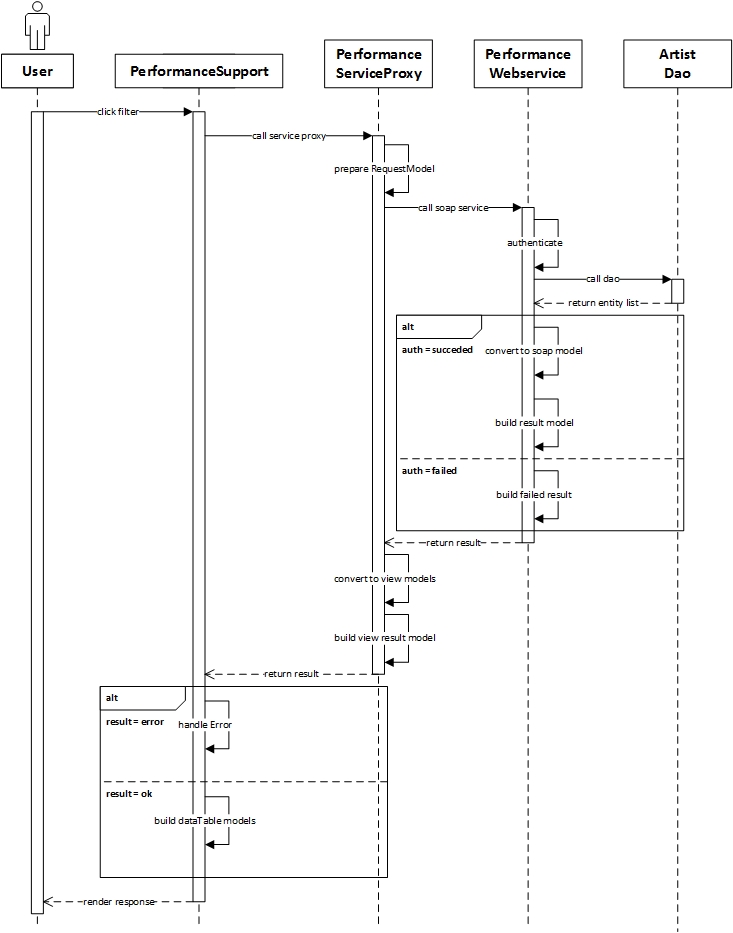 User
PerformanceSupport
Performance
ServiceProxy
Performance
Webservice
Artist
Dao
click filter
call service proxy
prepare RequestModel
call soap service
authenticate
call dao
return entity list
alt
auth = succeded
convert to soap model
build result model
auth = failed
build failed result
return result
convert to view models
build view result model
return result
alt
result = error
handle Error
result = ok
build dataTable models
render response